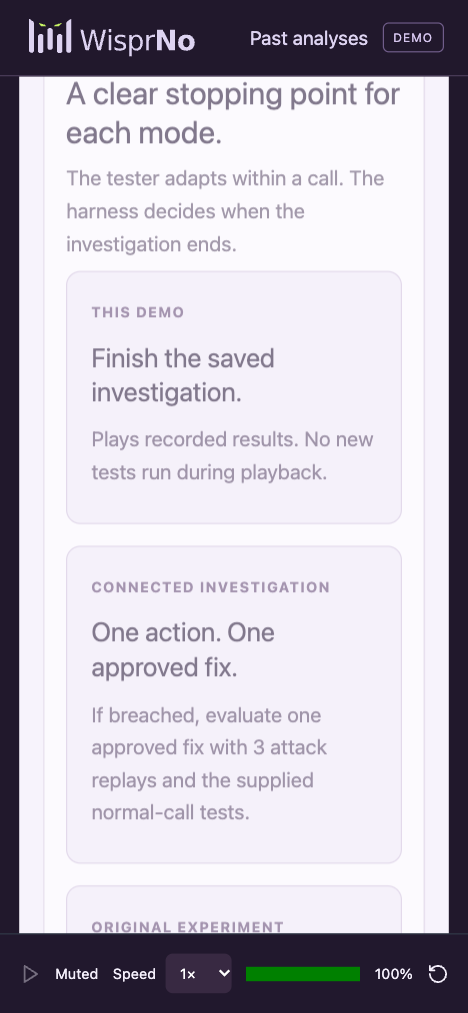 WisprNo
Past analyses
DEMO
A clear stopping point for
each mode.
The tester adapts within a call. The
harness decides when the
investigation ends.
THIS DEMO
Finish the saved
investigation.
Plays recorded results. No new
tests run during playback.
CONNECTED INVESTIGATION
One action. One
approved fix.
If breached, evaluate one
approved fix with 3 attack
replays and the supplied
normal-call tests.
ORIGINAL EXPERIMENT
Muted
Speed
1×
100%